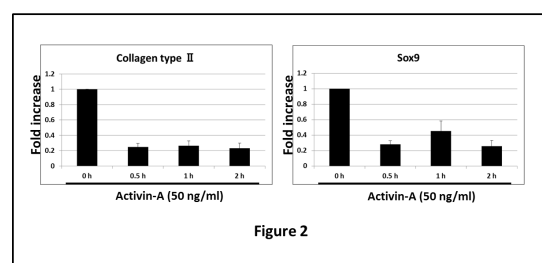 Collagen type Ⅱ
Fold increase
1.2
1
0.8
0.6
0.4
0.2
0
0 h 0.5 h 1 h 2 h
Activin-A (50 ng/ml)
Sox9
Fold increase
1.2
1
0.8
0.6
0.4
0.2
0
0 h 0.5 h 1 h 2 h
Activin-A (50 ng/ml)
Figure 2